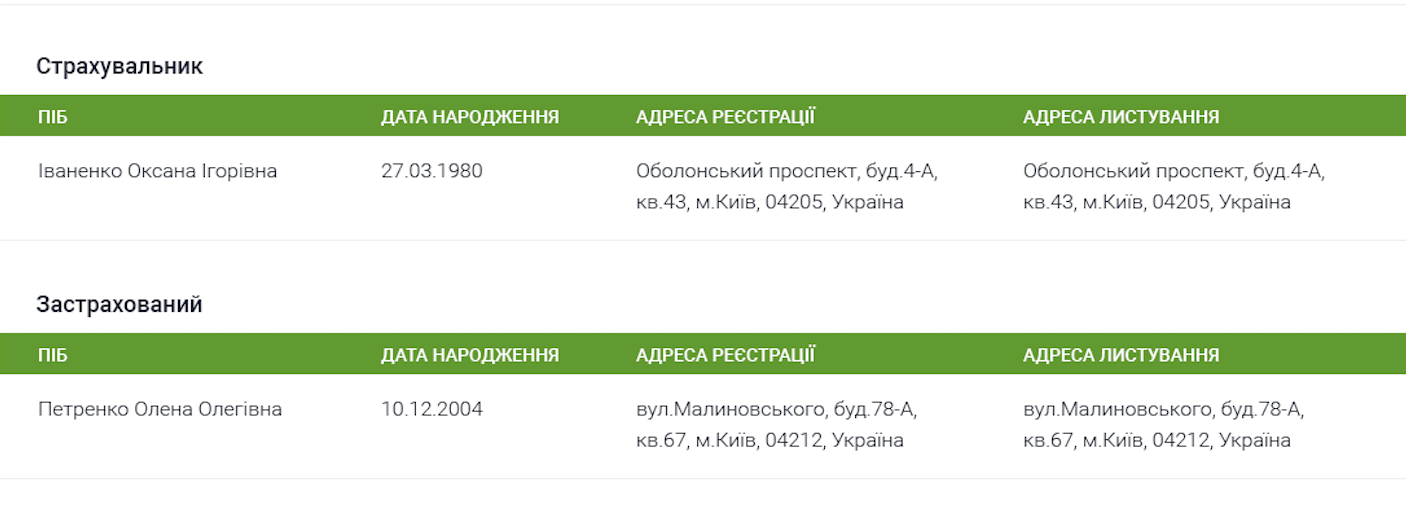 Страхувальник
ПІБ ДАТА НАРОДЖЕННЯ АДРЕСА РЕЄСТРАЦІЇ АДРЕСА ЛИСТУВАННЯ
Іваненко Оксана Ігорівна 27.03.1980 Оболонський проспект, буд.4-А, Оболонський проспект, буд.4-А,
кв.43, м.Київ, 04205, Україна кв.43, м.Київ, 04205, Україна
Застрахований
ПІБ ДАТА НАРОДЖЕННЯ АДРЕСА РЕЄСТРАЦІЇ АДРЕСА ЛИСТУВАННЯ
Петренко Олена Олегівна 10.12.2004 вул.Малиновського, буд.78-А, вул.Малиновського, буд.78-А,
кв.67, м.Київ, 04212, Україна кв.67, м.Київ, 04212, Україна